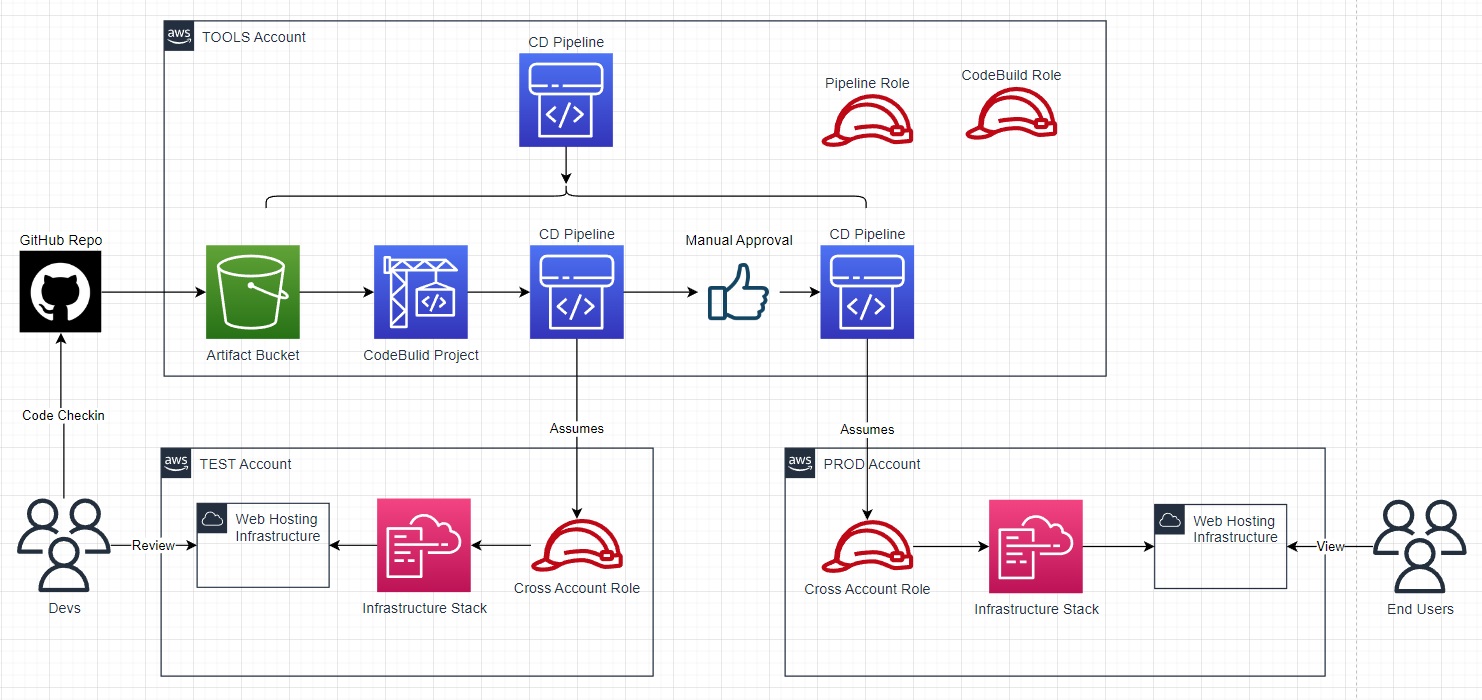 aws
TOOLS Account
CD Pipeline
</>
Pipeline Role
CodeBuild Role
GitHub Repo
Artifact Bucket
</>
CodeBulid Project
CD Pipeline
</>
Manual Approval
CD Pipeline
</>
Code Checkin
Assumes
Assumes
aws
TEST Account
Devs
Review
Web Hosting
Infrastructure
Infrastructure Stack
Cross Account Role
aws
PROD Account
Cross Account Role
Infrastructure Stack
Web Hosting
Infrastructure
View
End Users